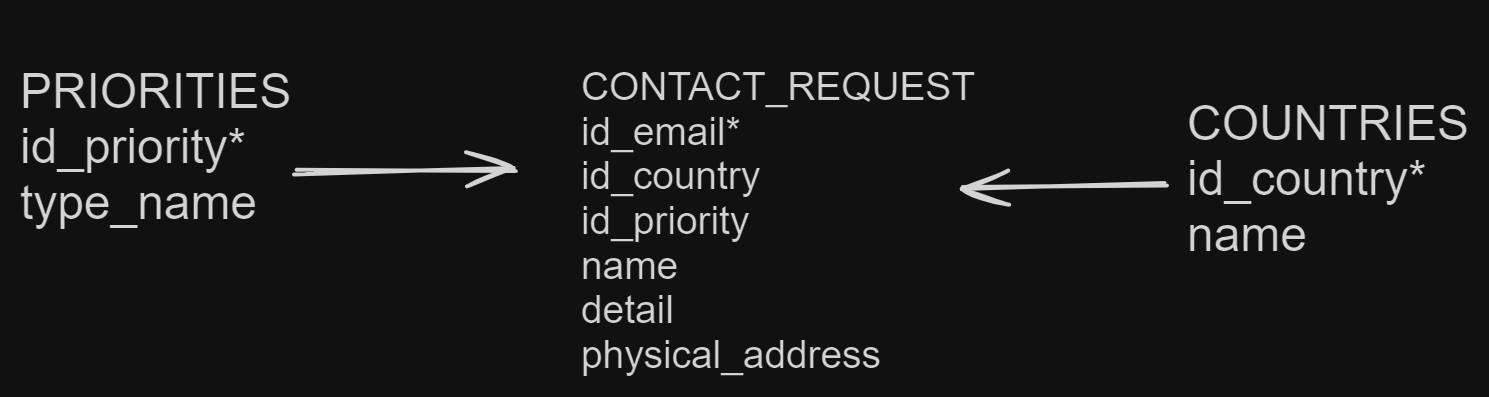 PRIORITIES
id_priority*
type_name
CONTACT_REQUEST
id_email*
id_country
id_priority
name
detail
physical_address
COUNTRIES
id_country*
name